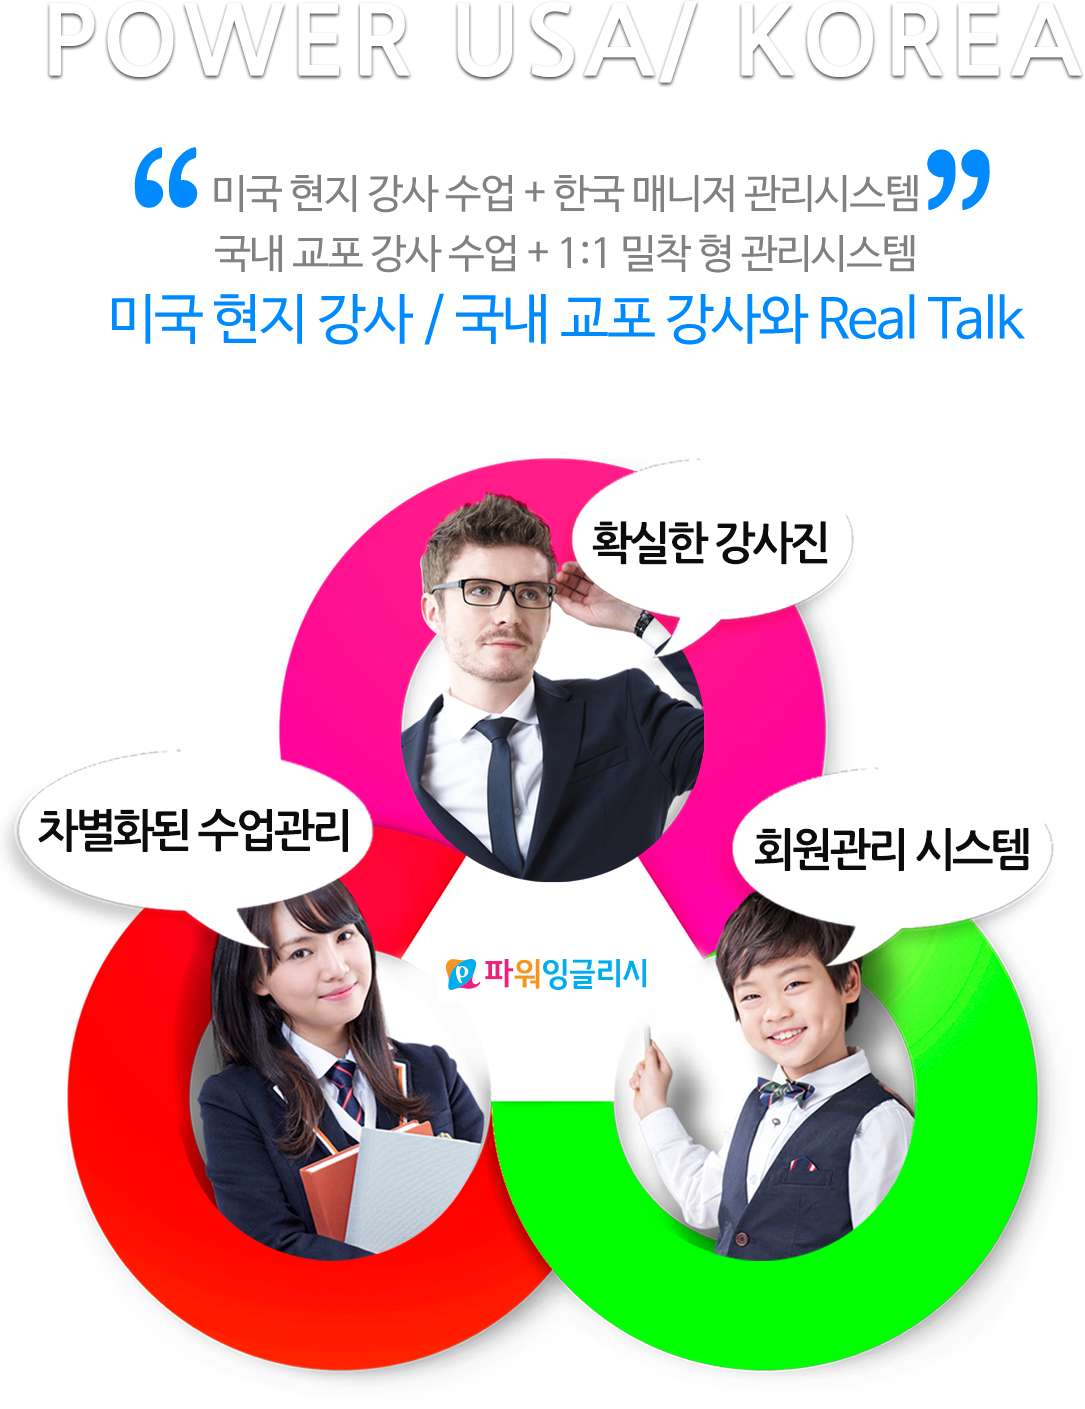 POWER USA/ KOREA
“ 미국 현지 강사 수업 + 한국 매니저 관리시스템 ”
국내 교포 강사 수업 + 1:1 밀착 형 관리시스템
미국 현지 강사 / 국내 교포 강사와 Real Talk
확실한 강사진
차별화된 수업관리
회원관리 시스템
파워잉글리시